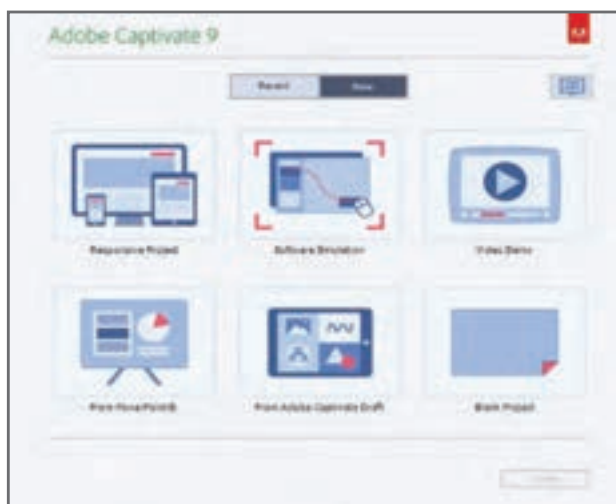 Adobe Captivate 9
Recent New
Responsive Project Software Simulation Video Demo
From PowerPoint From Adobe Captivate Draft Blank Project